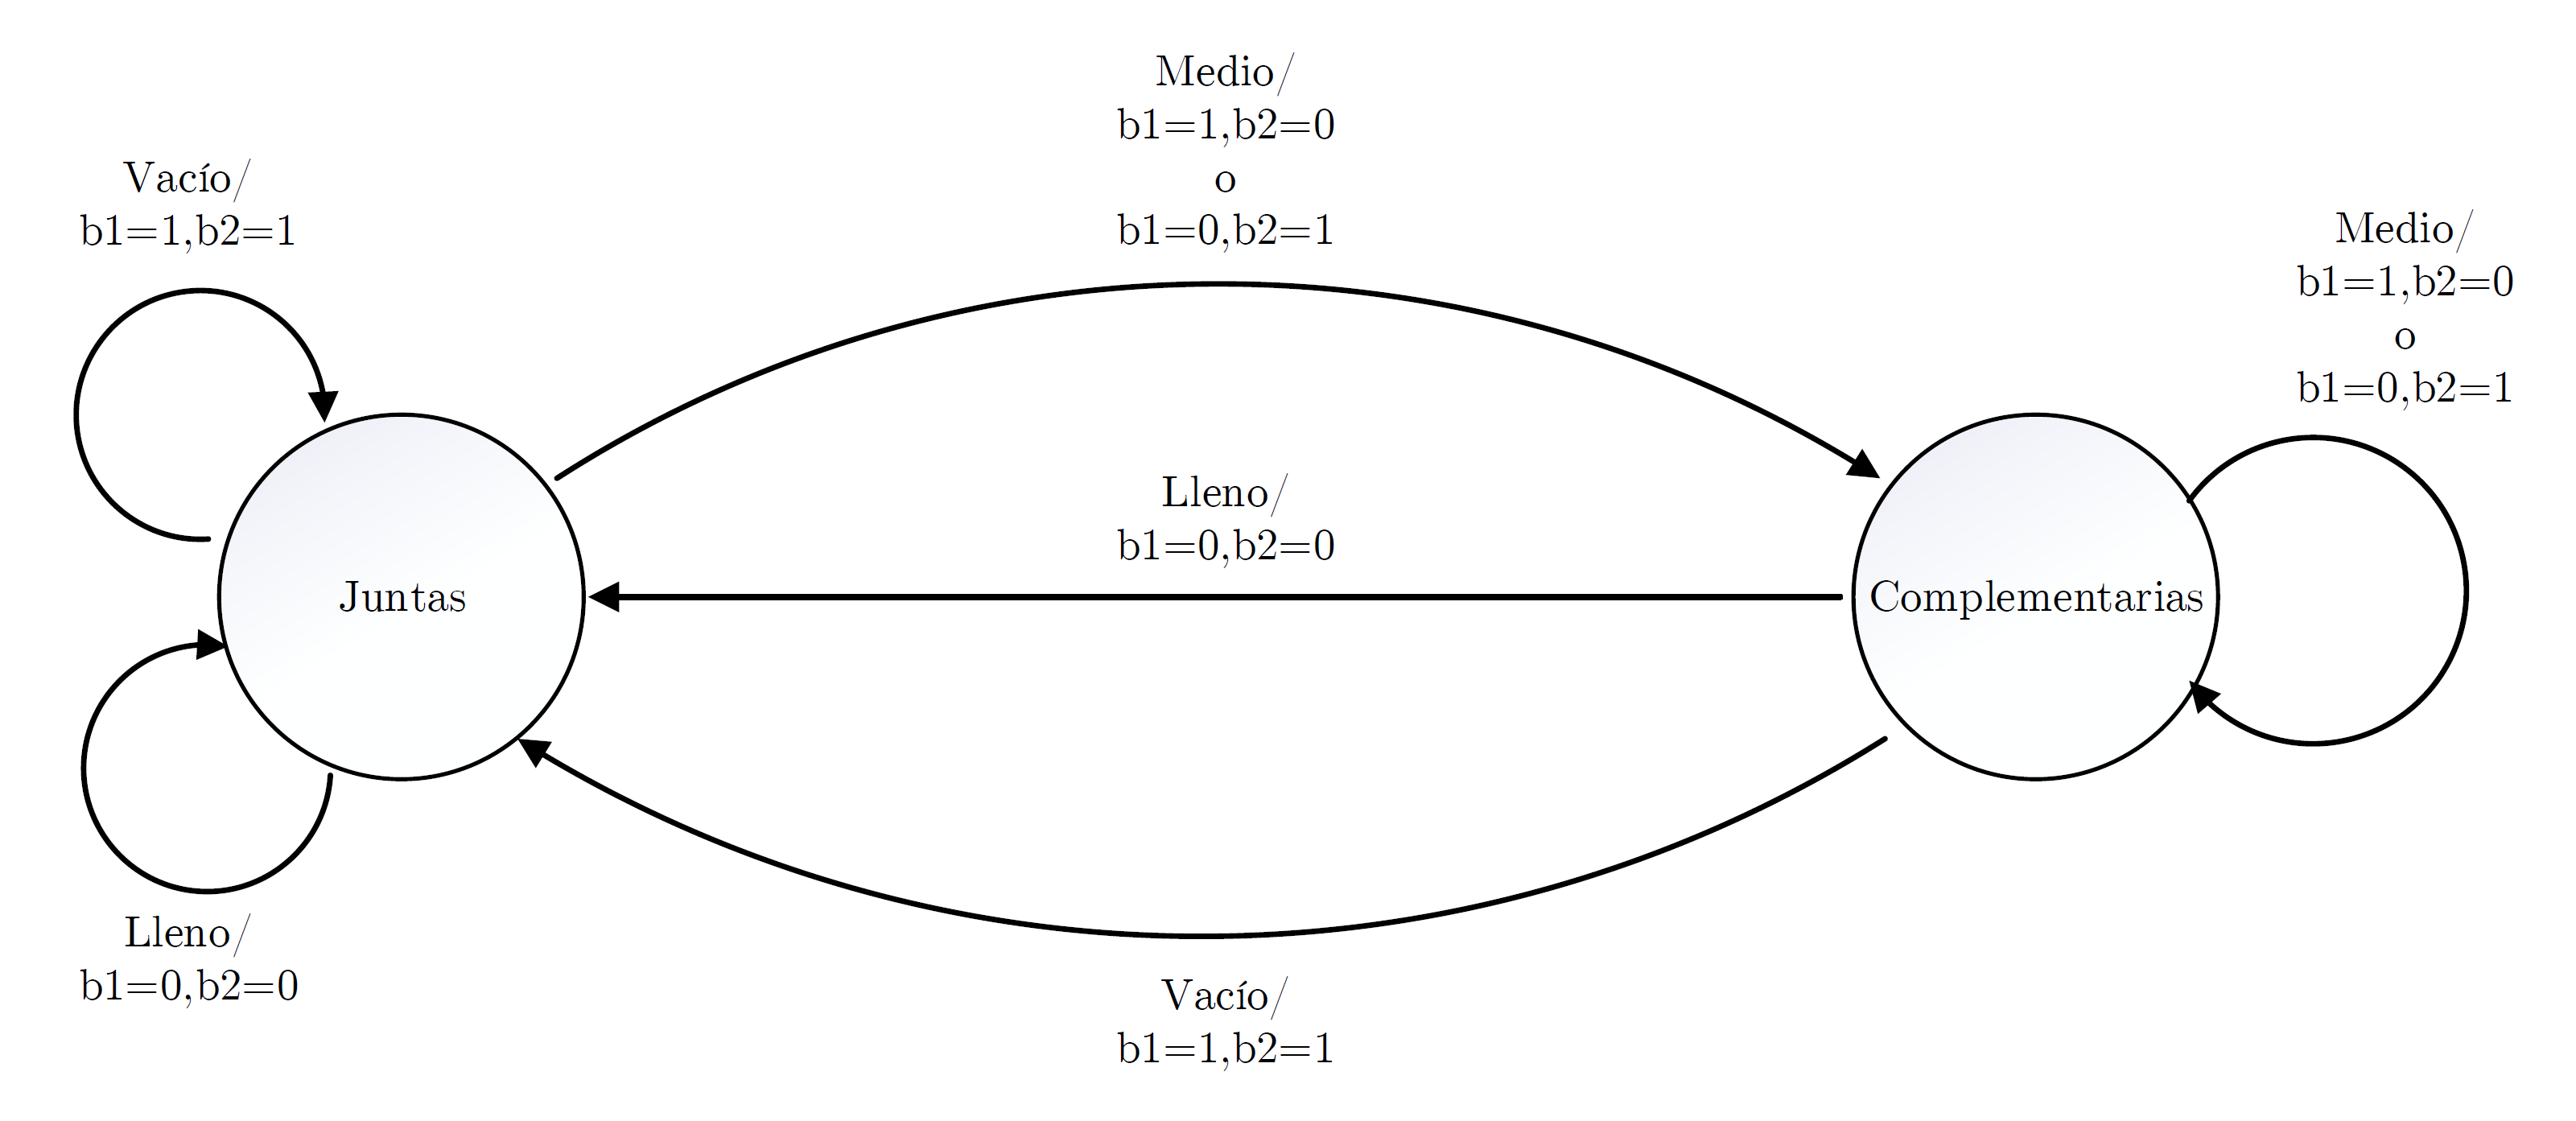 Medio/
b1=1,b2=0
o
b1=0,b2=1
Vacío/
b1=1,b2=1
Medio/
b1=1,b2=0
o
b1=0,b2=1
Lleno/
b1=0,b2=0
Juntas
Complementarias
Lleno/
b1=0,b2=0
Vacío/
b1=1,b2=1